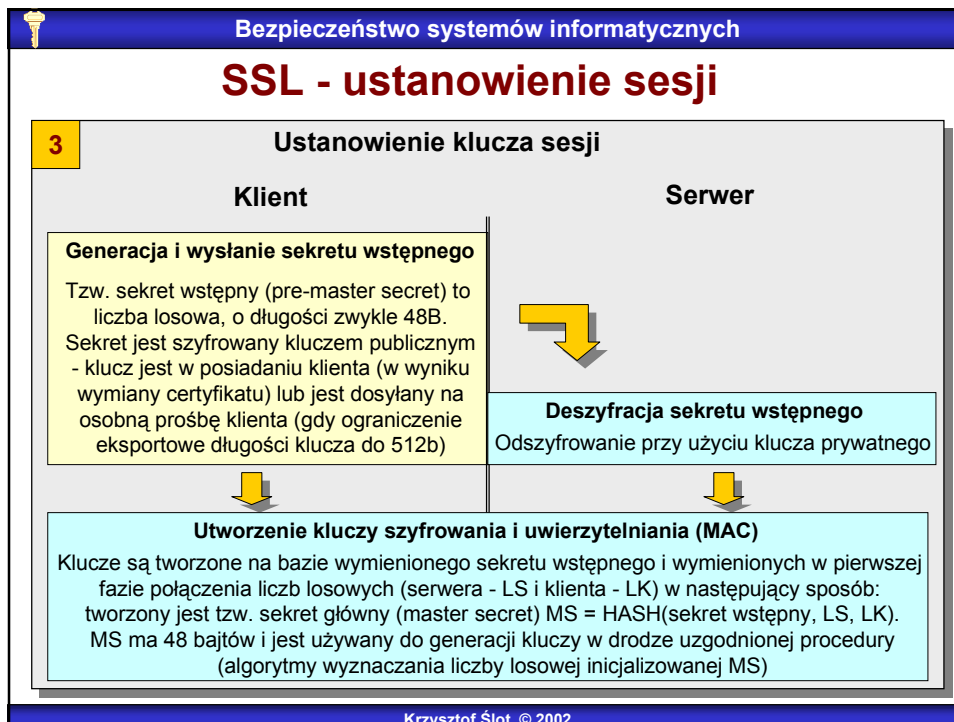 Bezpieczeństwo systemów informatycznych
SSL - ustanowienie sesji
3
Ustanowienie klucza sesji
Klient
Serwer
Generacja i wysłanie sekretu wstępnego
Tzw. sekret wstępny (pre-master secret) to
liczba losowa, o długości zwykle 48B.
Sekret jest szyfrowany kluczem publicznym
- klucz jest w posiadaniu klienta (w wyniku
wymiany certyfikatu) lub jest dosyłany na
osobną prośbę klienta (gdy ograniczenie
eksportowe długości klucza do 512b)
Deszyfracja sekretu wstępnego
Odszyfrowanie przy użyciu klucza prywatnego
Utworzenie kluczy szyfrowania i uwierzytelniania (MAC)
Klucze są tworzone na bazie wymienionego sekretu wstępnego i wymienionych w pierwszej
fazie połączenia liczb losowych (serwera - LS i klienta - LK) w następujący sposób:
tworzony jest tzw. sekret główny (master secret) MS = HASH(sekret wstępny, LS, LK).
MS ma 48 bajtów i jest używany do generacji kluczy w drodze uzgodnionej procedury
(algorytmy wyznaczania liczby losowej inicjalizowanej MS)
Krzysztof Ślot, © 2002